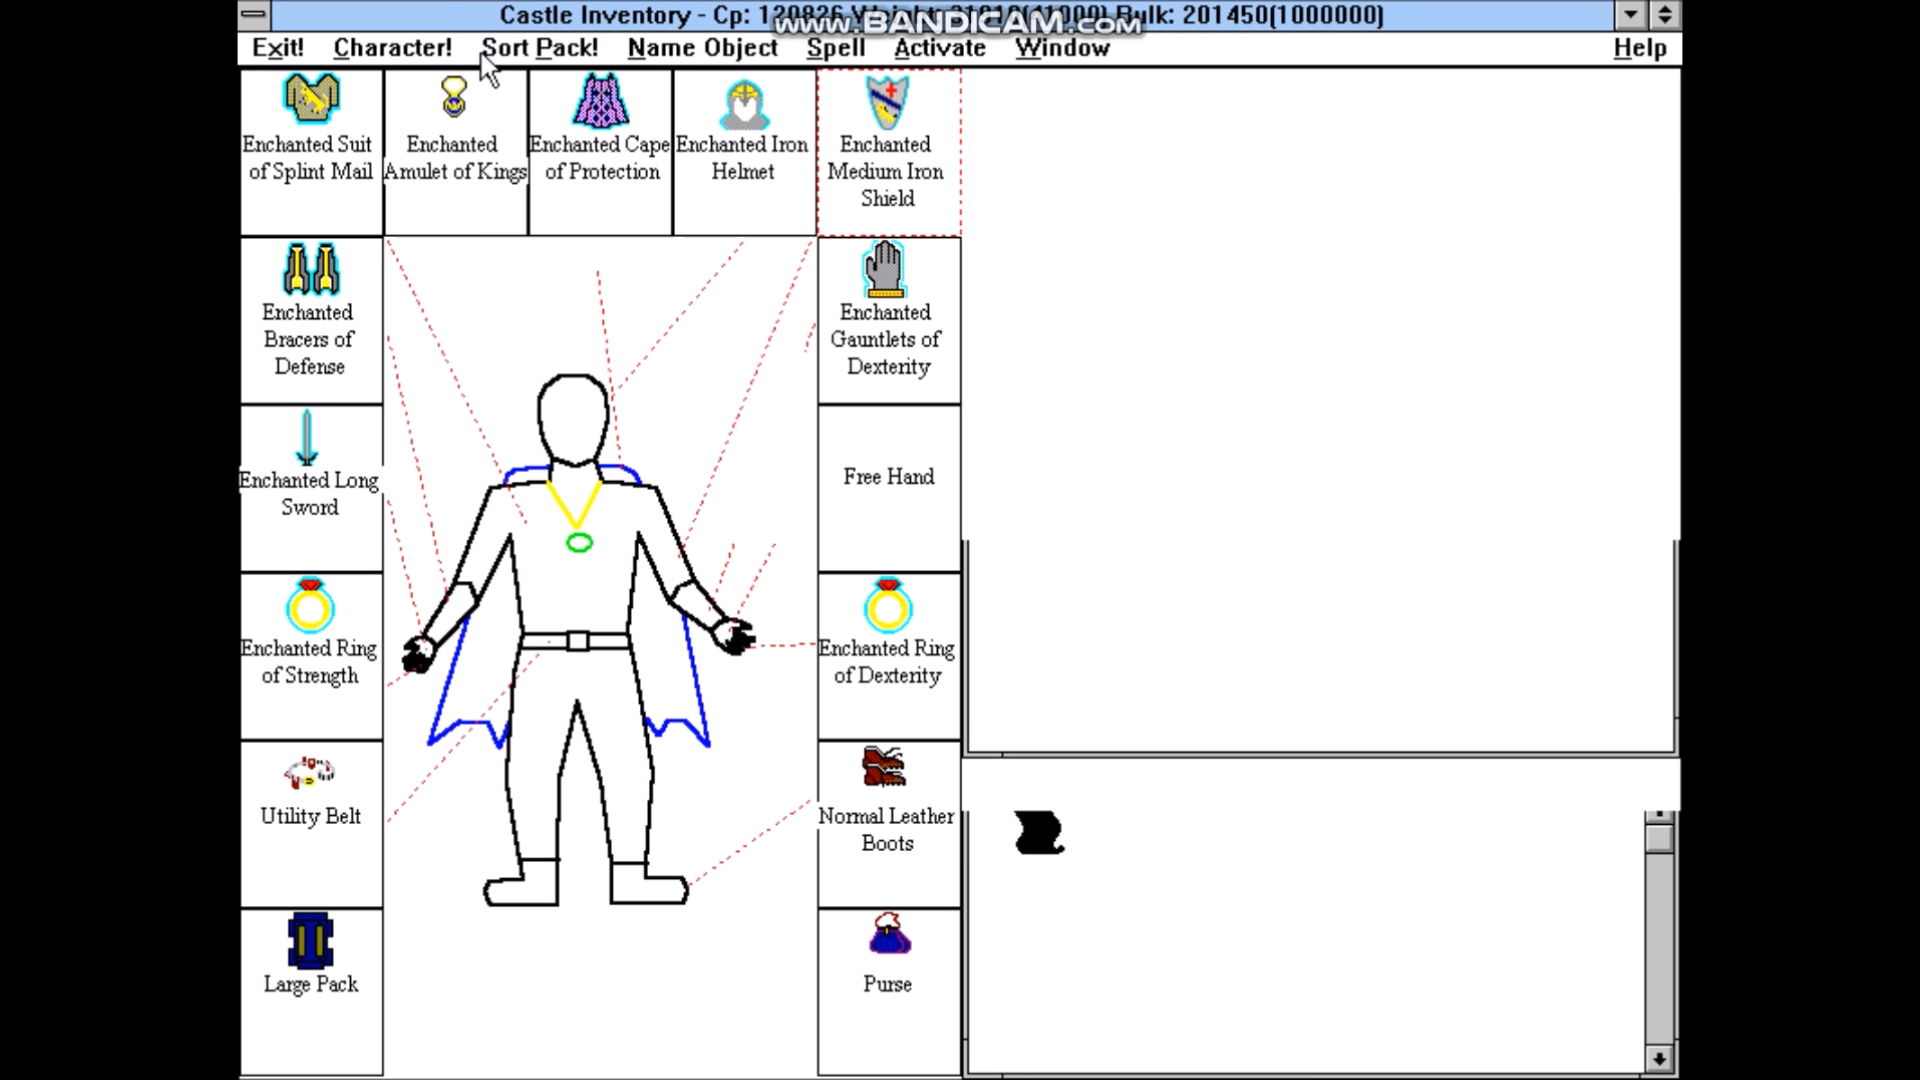 Castle Inventory - Cp: 120826 Bulk: 201450(1000000)
www.BANDICAM.com
Exit! Character! Sort Pack! Name Object Spell Activate Window Help
Enchanted Suit
of Splint Mail
Enchanted
Amulet of Kings
Enchanted Cape
of Protection
Enchanted Iron
Helmet
Enchanted
Medium Iron
Shield
Enchanted
Bracers of
Defense
Enchanted
Gauntlets of
Dexterity
Enchanted Long
Sword
Free Hand
Enchanted Ring
of Strength
Enchanted Ring
of Dexterity
Utility Belt
Normal Leather
Boots
Large Pack
Purse